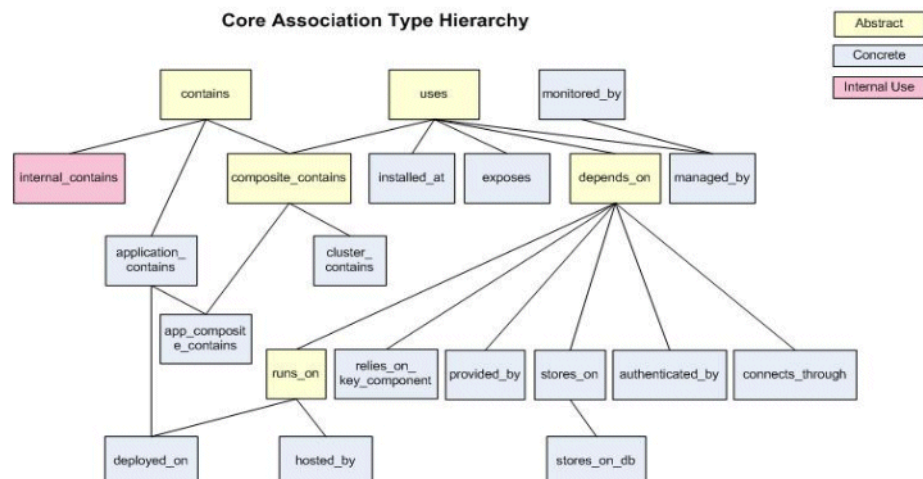 Core Association Type Hierarchy
Abstract
Concrete
Internal Use
contains
uses
monitored_by
internal_contains
composite_contains
installed_at
exposes
depends_on
managed_by
application_
contains
cluster_
contains
app_composit
e_contains
runs_on
relies_on_
key_component
provided_by
stores_on
authenticated_by
connects_through
deployed_on
hosted_by
stores_on_db